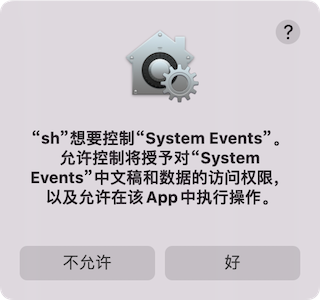 ?
“sh”想要控制“System Events”。
允许控制将授予对“System
Events”中文稿和数据的访问权限，
以及允许在该 App 中执行操作。
不允许
好